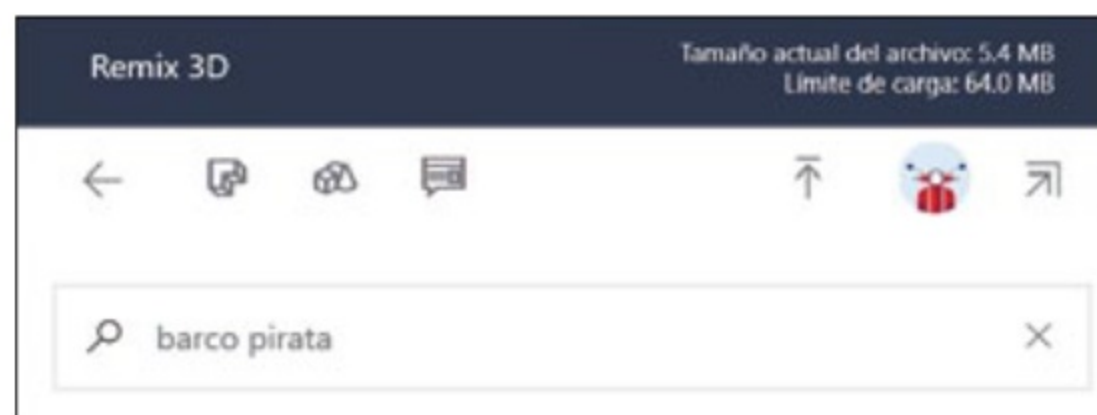 Remix 3D
Tamaño actual del archivo: 5.4 MB
Límite de carga: 64.0 MB
barco pirata